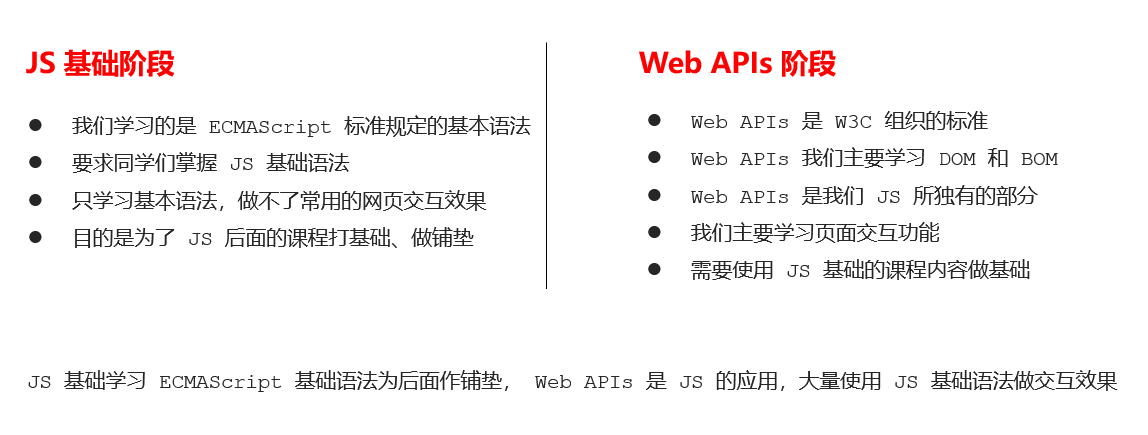 JS 基础阶段
我们学习的是 ECMAScript 标准规定的基本语法
要求同学们掌握 JS 基础语法
只学习基本语法，做不了常用的网页交互效果
目的是为了 JS 后面的课程打基础、做铺垫
Web APIs 阶段
Web APIs 是 W3C 组织的标准
Web APIs 我们主要学习 DOM 和 BOM
Web APIs 是我们 JS 所独有的部分
我们主要学习页面交互功能
需要使用 JS 基础的课程内容做基础
JS 基础学习 ECMAScript 基础语法为后面作铺垫， Web APIs 是 JS 的应用，大量使用 JS 基础语法做交互效果